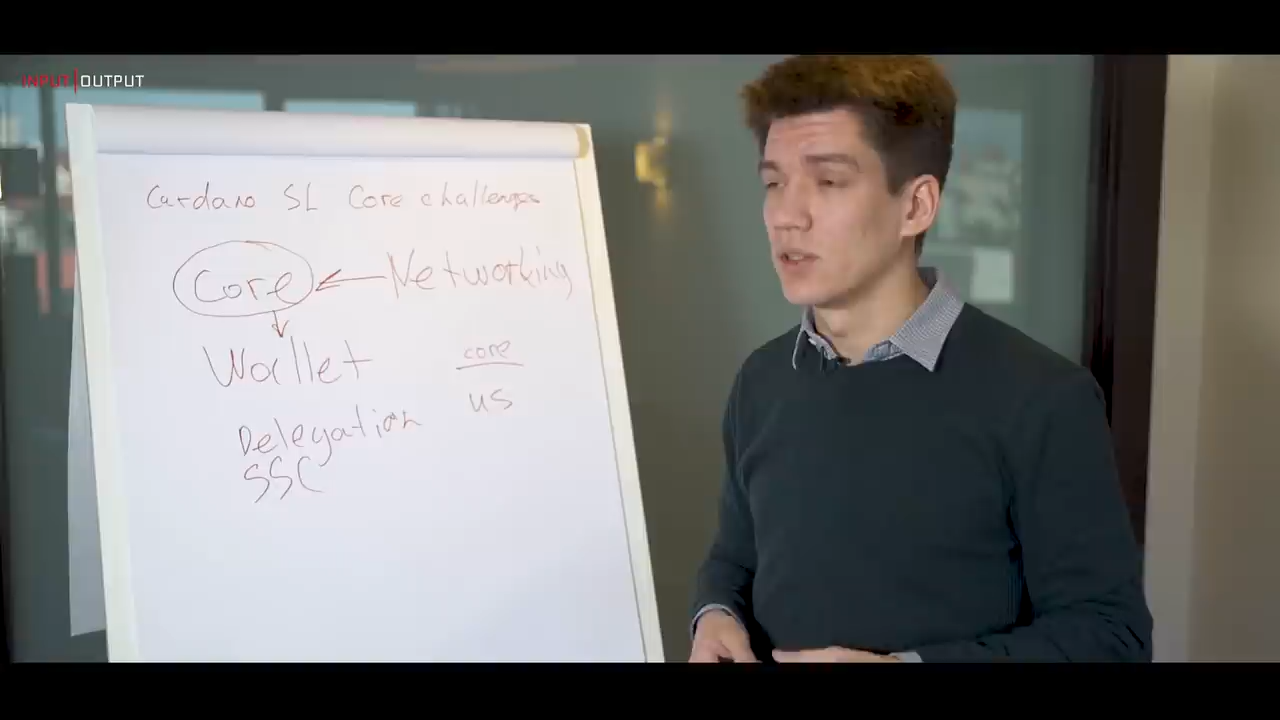 INPUT|OUTPUT
Cardano SL Core challenges
Core ← Networking
Wallet
core
us
Delegation
SSC